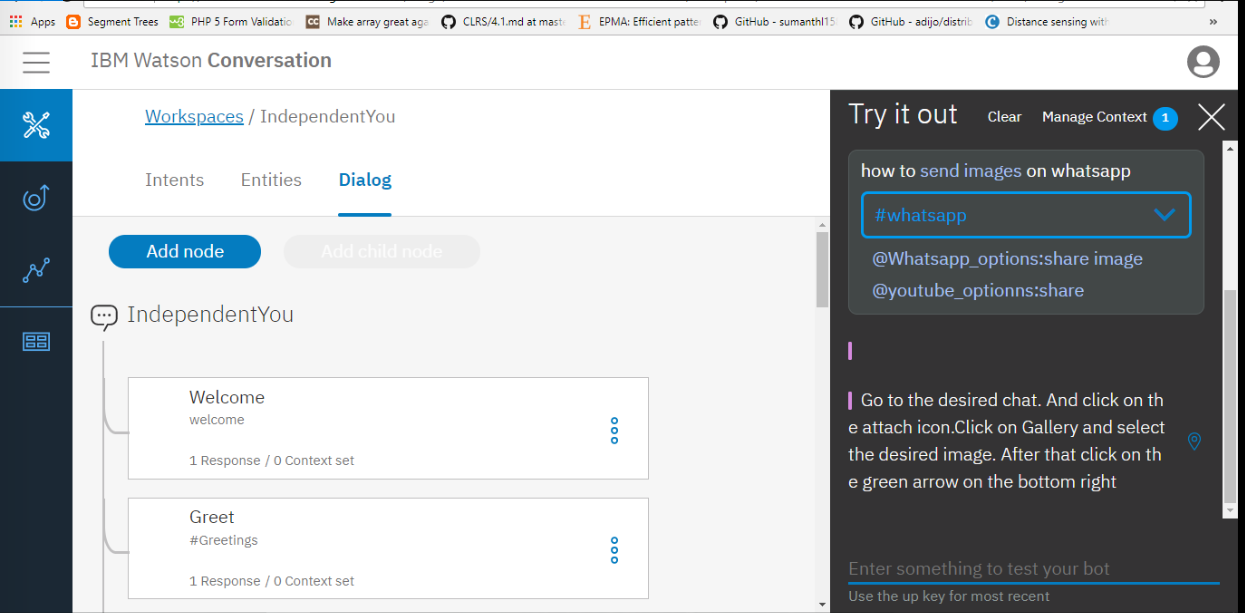 Apps Segment Trees PHP 5 Form Validatio Make array great aga CLRS/4.1.md at maste EPMA: Efficient patter GitHub - sumanthl15 GitHub - adijo/distrib Distance sensing with »
IBM Watson Conversation
Workspaces / IndependentYou
Intents Entities Dialog
Add node Add child node
IndependentYou
Welcome
welcome
1 Response / 0 Context set
Greet
#Greetings
1 Response / 0 Context set
Try it out Clear Manage Context 1
how to send images on whatsapp
#whatsapp
@Whatsapp_options:share image
@youtube_optionns:share
Go to the desired chat. And click on th
e attach icon.Click on Gallery and select
the desired image. After that click on th
e green arrow on the bottom right
Enter something to test your bot
Use the up key for most recent